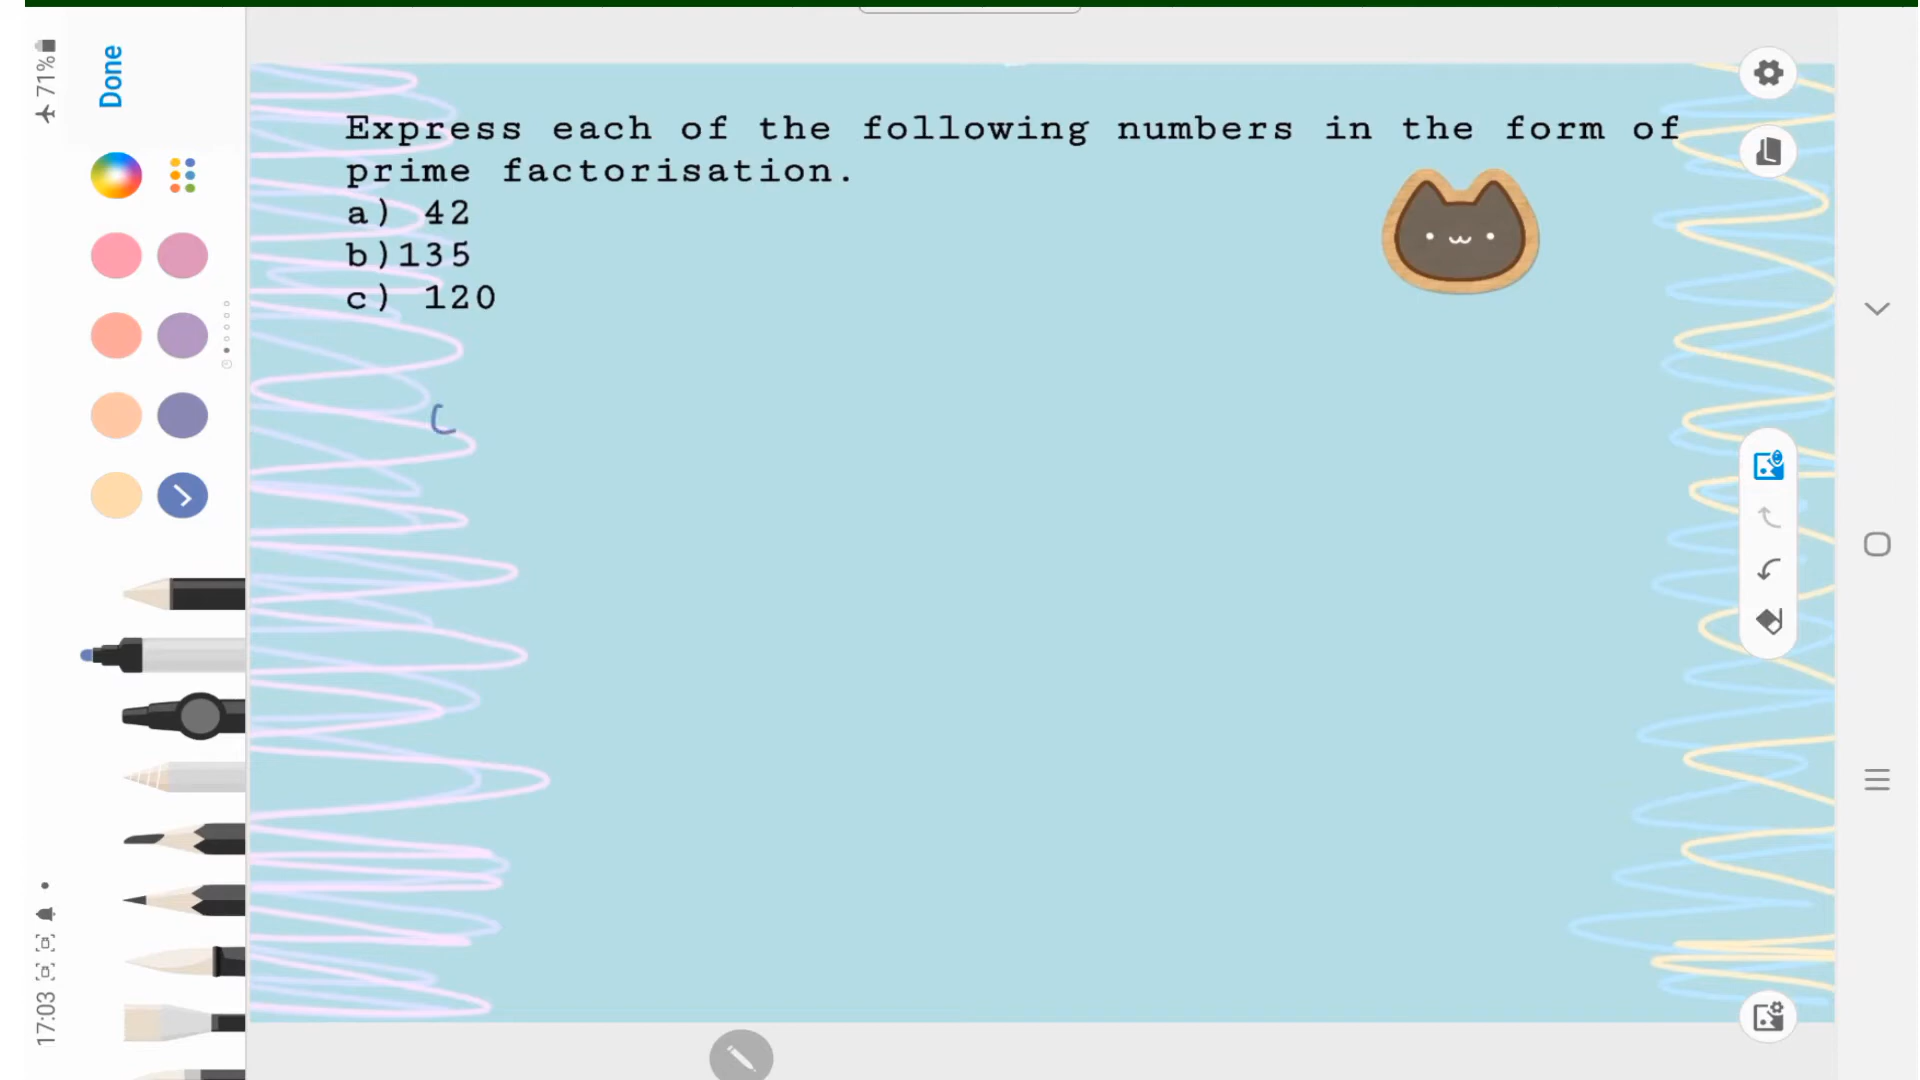 Done
71%
Express each of the following numbers in the form of
prime factorisation.
a) 42
b)135
c) 120
C
17:03